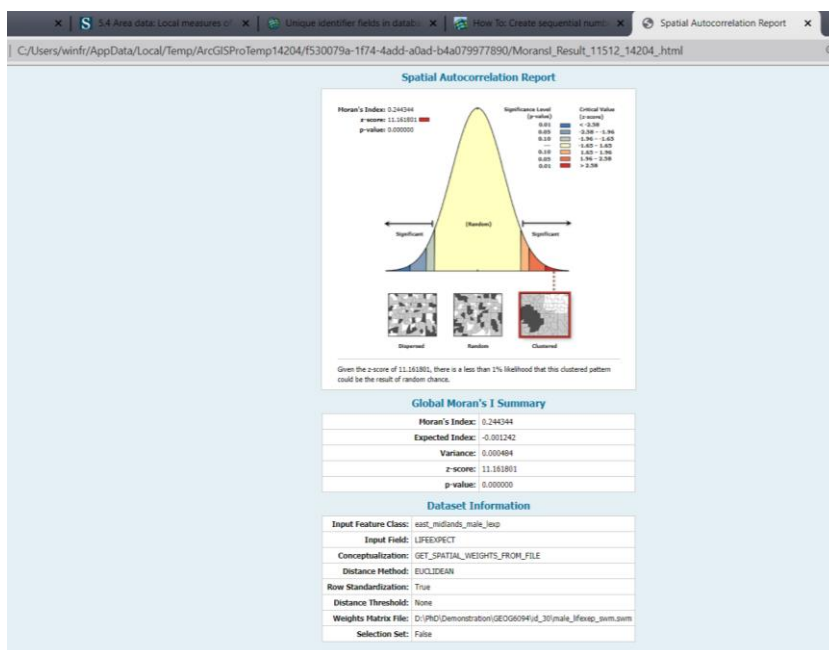 5.4 Area data: Local measures of
Unique identifier fields in datab
How To: Create sequential numb
Spatial Autocorrelation Report
C:/Users/winfr/AppData/Local/Temp/ArcGISProTemp14204/f530079a-1f74-4add-a0ad-b4a079977890/MoransI_Result_11512_14204_.html
Spatial Autocorrelation Report
Moran's Index: 0.244344
z-score: 11.161801
p-value: 0.000000
Significance Level Critical Value
(p-value) (z-score)
0.01 < -2.58
0.05 -2.58 – -1.96
0.10 -1.96 – -1.65
— -1.65 – 1.65
0.10 1.65 – 1.96
0.05 1.96 – 2.58
0.01 > 2.58
(Random)
Significant Significant
Dispersed Random Clustered
Given the z-score of 11.161801, there is a less than 1% likelihood that this clustered pattern
could be the result of random chance.
Global Moran's I Summary
Moran's Index: 0.244344
Expected Index: -0.001242
Variance: 0.000484
z-score: 11.161801
p-value: 0.000000
Dataset Information
Input Feature Class: east_midlands_male_lexp
Input Field: LIFEEXPECT
Conceptualization: GET_SPATIAL_WEIGHTS_FROM_FILE
Distance Method: EUCLIDEAN
Row Standardization: True
Distance Threshold: None
Weights Matrix File: D:\PhD\Demonstration\GEOG6094\d_30\male_lifexep_swm.swm
Selection Set: False